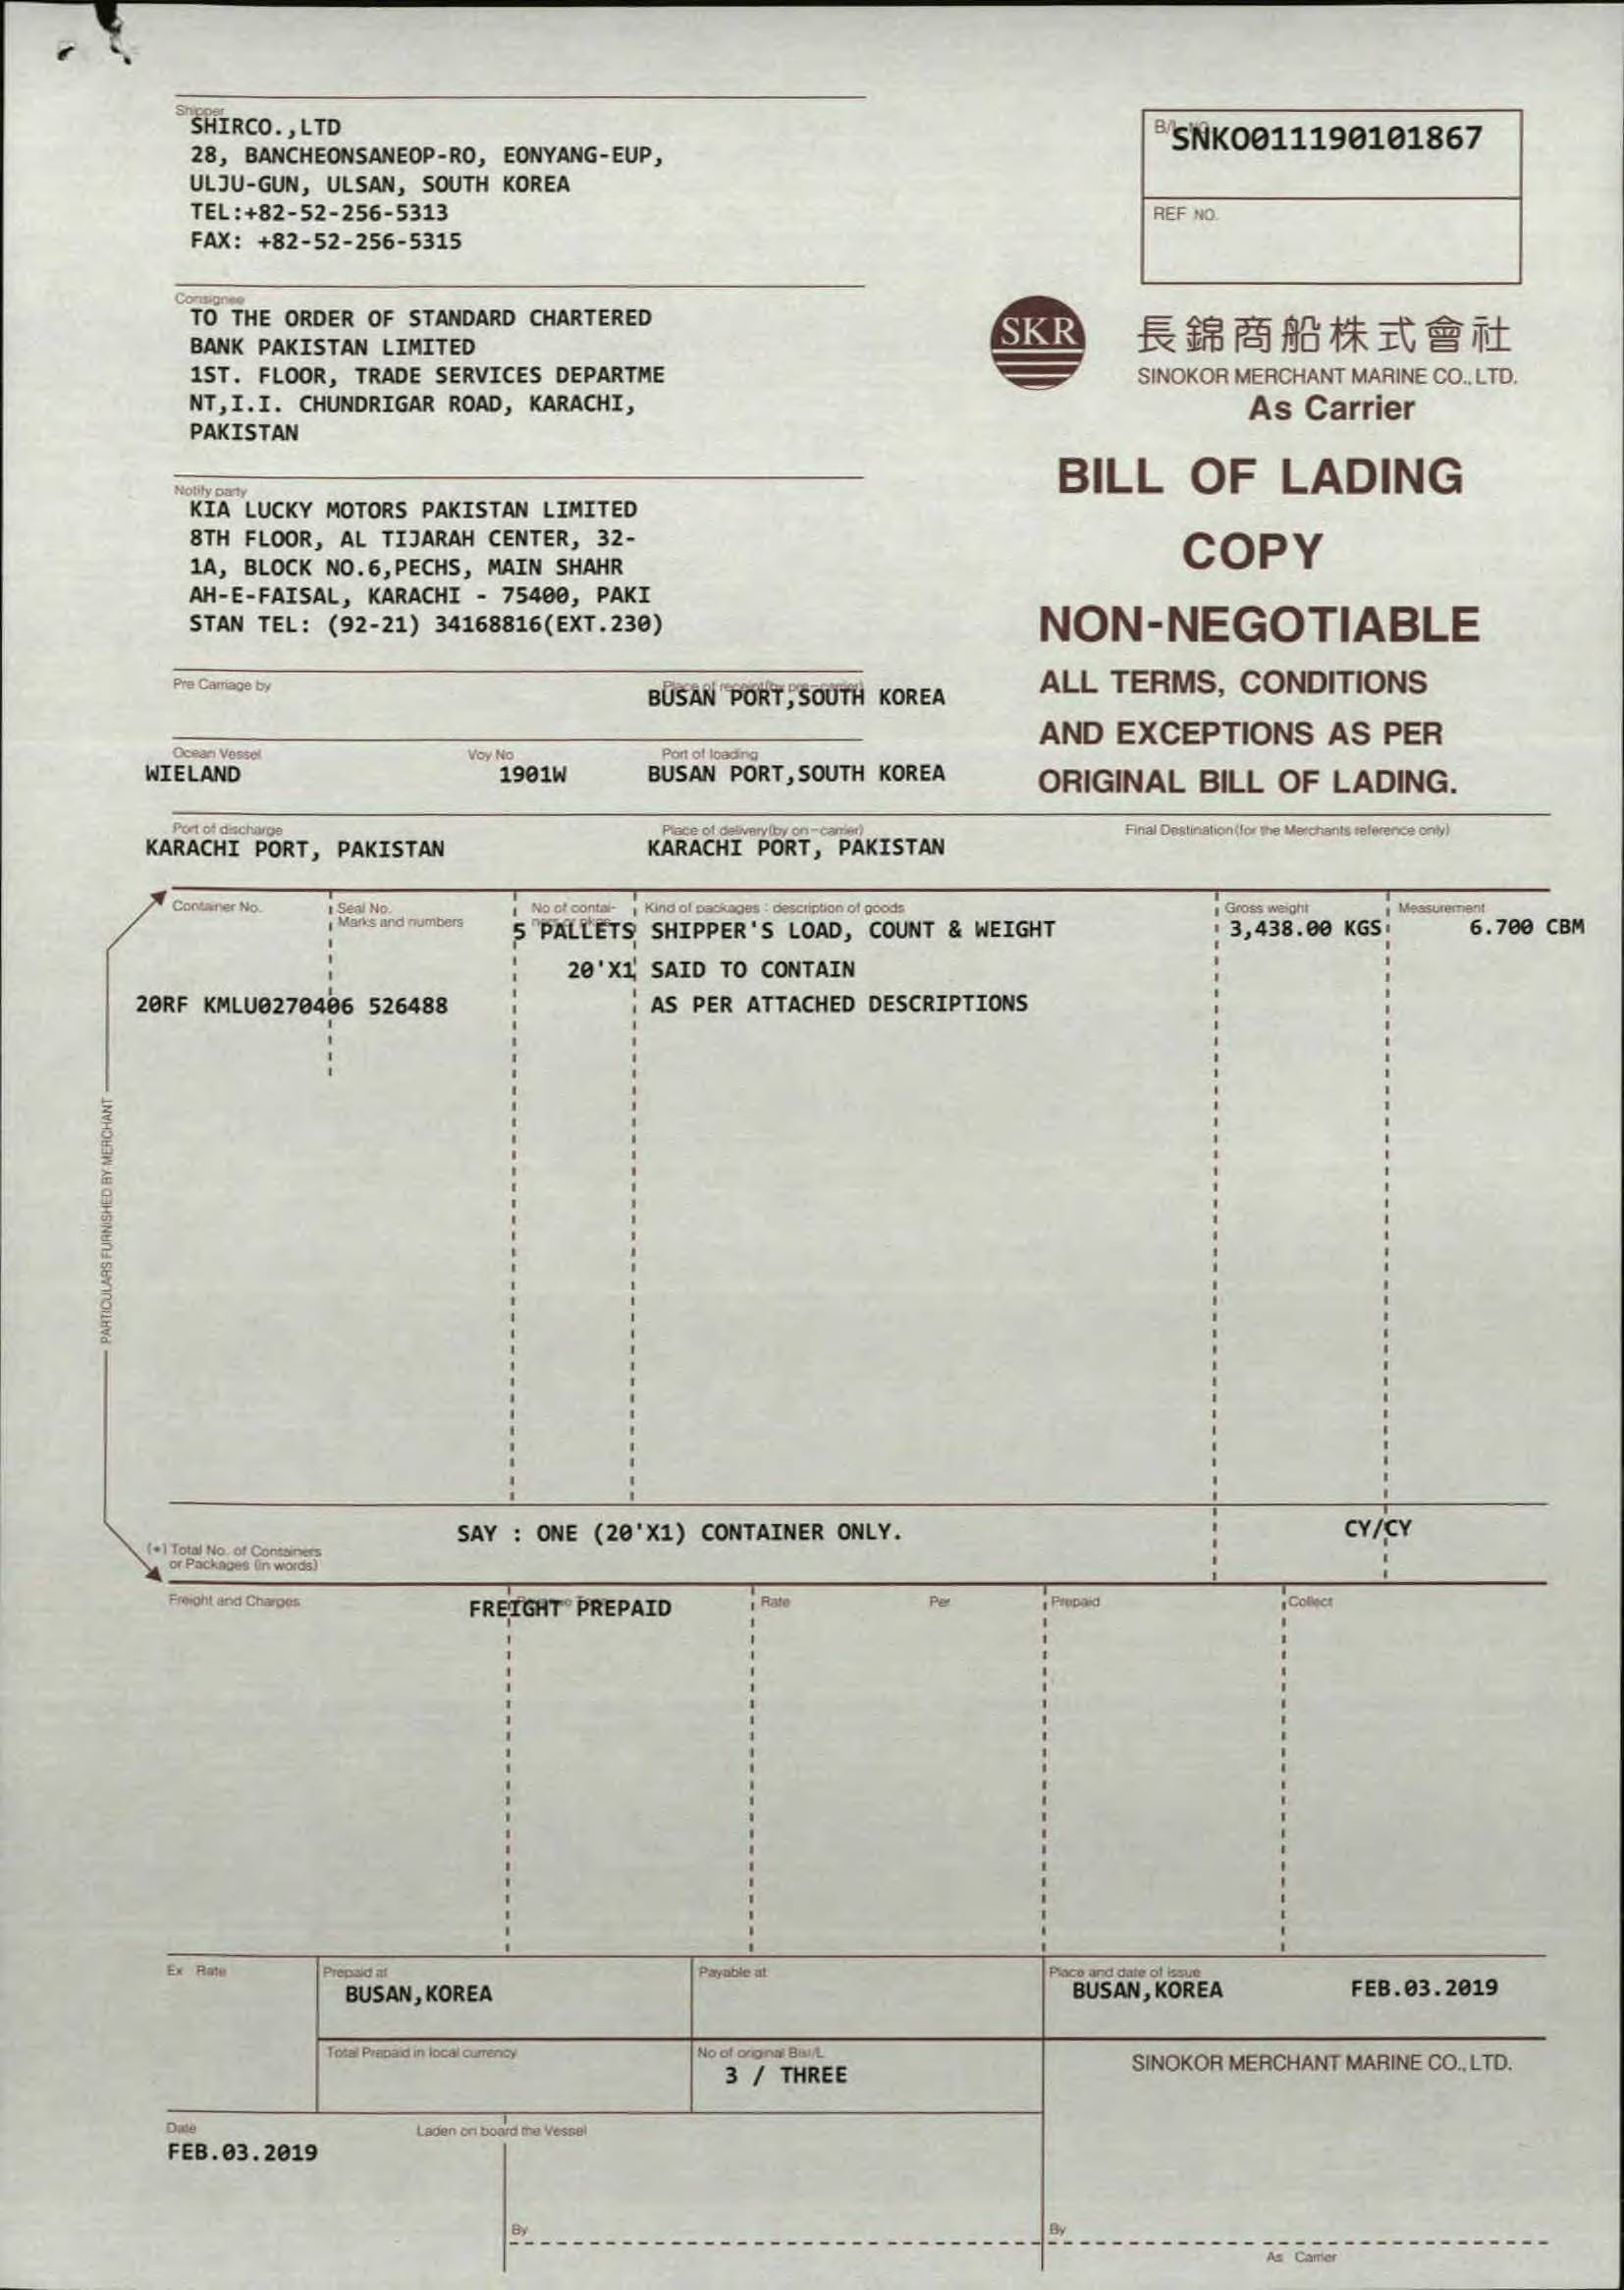 Shipper
SHIRCO.,LTD
28, BANCHEONSANEOP-RO, EONYANG-EUP,
ULJU-GUN, ULSAN, SOUTH KOREA
TEL:+82-52-256-5313
FAX: +82-52-256-5315
B/L NO.
SNKO011190101867
REF NO.
Consignee
TO THE ORDER OF STANDARD CHARTERED
BANK PAKISTAN LIMITED
1ST. FLOOR, TRADE SERVICES DEPARTME
NT,I.I. CHUNDRIGAR ROAD, KARACHI,
PAKISTAN
SKR
長錦商船株式會社
SINOKOR MERCHANT MARINE CO., LTD.
As Carrier
BILL OF LADING
COPY
NON-NEGOTIABLE
ALL TERMS, CONDITIONS
AND EXCEPTIONS AS PER
ORIGINAL BILL OF LADING.
Notify party
KIA LUCKY MOTORS PAKISTAN LIMITED
8TH FLOOR, AL TIJARAH CENTER, 32-
1A, BLOCK NO.6,PECHS, MAIN SHAHR
AH-E-FAISAL, KARACHI - 75400, PAKI
STAN TEL: (92-21) 34168816(EXT.230)
Pre Carriage by
Place of receipt(by pre-carrier)
BUSAN PORT,SOUTH KOREA
Ocean Vessel Voy No Port of loading
WIELAND 1901W BUSAN PORT,SOUTH KOREA
Port of discharge Place of delivery(by on-carrier) Final Destination(for the Merchants reference only)
KARACHI PORT, PAKISTAN KARACHI PORT, PAKISTAN
Container No. Seal No. No of contai- Kind of packages : description of goods Gross weight Measurement
Marks and numbers
5 PALLETS SHIPPER'S LOAD, COUNT & WEIGHT 3,438.00 KGS 6.700 CBM
20'X1 SAID TO CONTAIN
20RF KMLU0270406 526488 AS PER ATTACHED DESCRIPTIONS
PARTICULARS FURNISHED BY MERCHANT
SAY : ONE (20'X1) CONTAINER ONLY. CY/CY
(*) Total No. of Containers
or Packages (in words)
Freight and Charges FREIGHT PREPAID Rate Per Prepaid Collect
Ex Rate Prepaid at Payable at Place and date of issue
BUSAN,KOREA BUSAN,KOREA FEB.03.2019
Total Prepaid in local currency No of original Bs/L
3 / THREE
SINOKOR MERCHANT MARINE CO., LTD.
Date Laden on board the Vessel
FEB.03.2019
By By
As Carrier